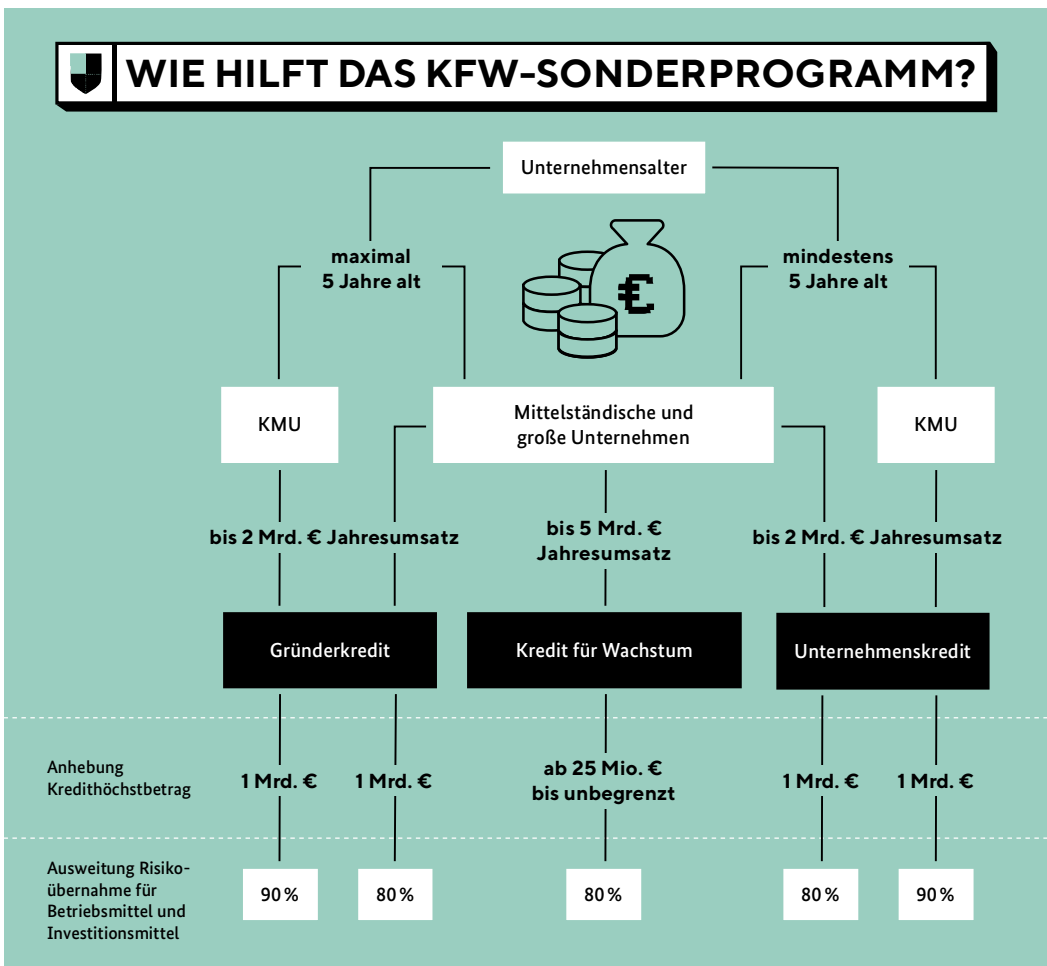 WIE HILFT DAS KFW-SONDERPROGRAMM?
Unternehmensalter
maximal
5 Jahre alt
mindestens
5 Jahre alt
€
KMU
Mittelständische und
große Unternehmen
KMU
bis 2 Mrd. € Jahresumsatz
bis 5 Mrd. €
Jahresumsatz
bis 2 Mrd. € Jahresumsatz
Gründerkredit
Kredit für Wachstum
Unternehmenskredit
Anhebung
Kredithöchstbetrag
1 Mrd. €
1 Mrd. €
ab 25 Mio. €
bis unbegrenzt
1 Mrd. €
1 Mrd. €
Ausweitung Risiko-
übernahme für
Betriebsmittel und
Investitionsmittel
90 %
80 %
80 %
80 %
90 %